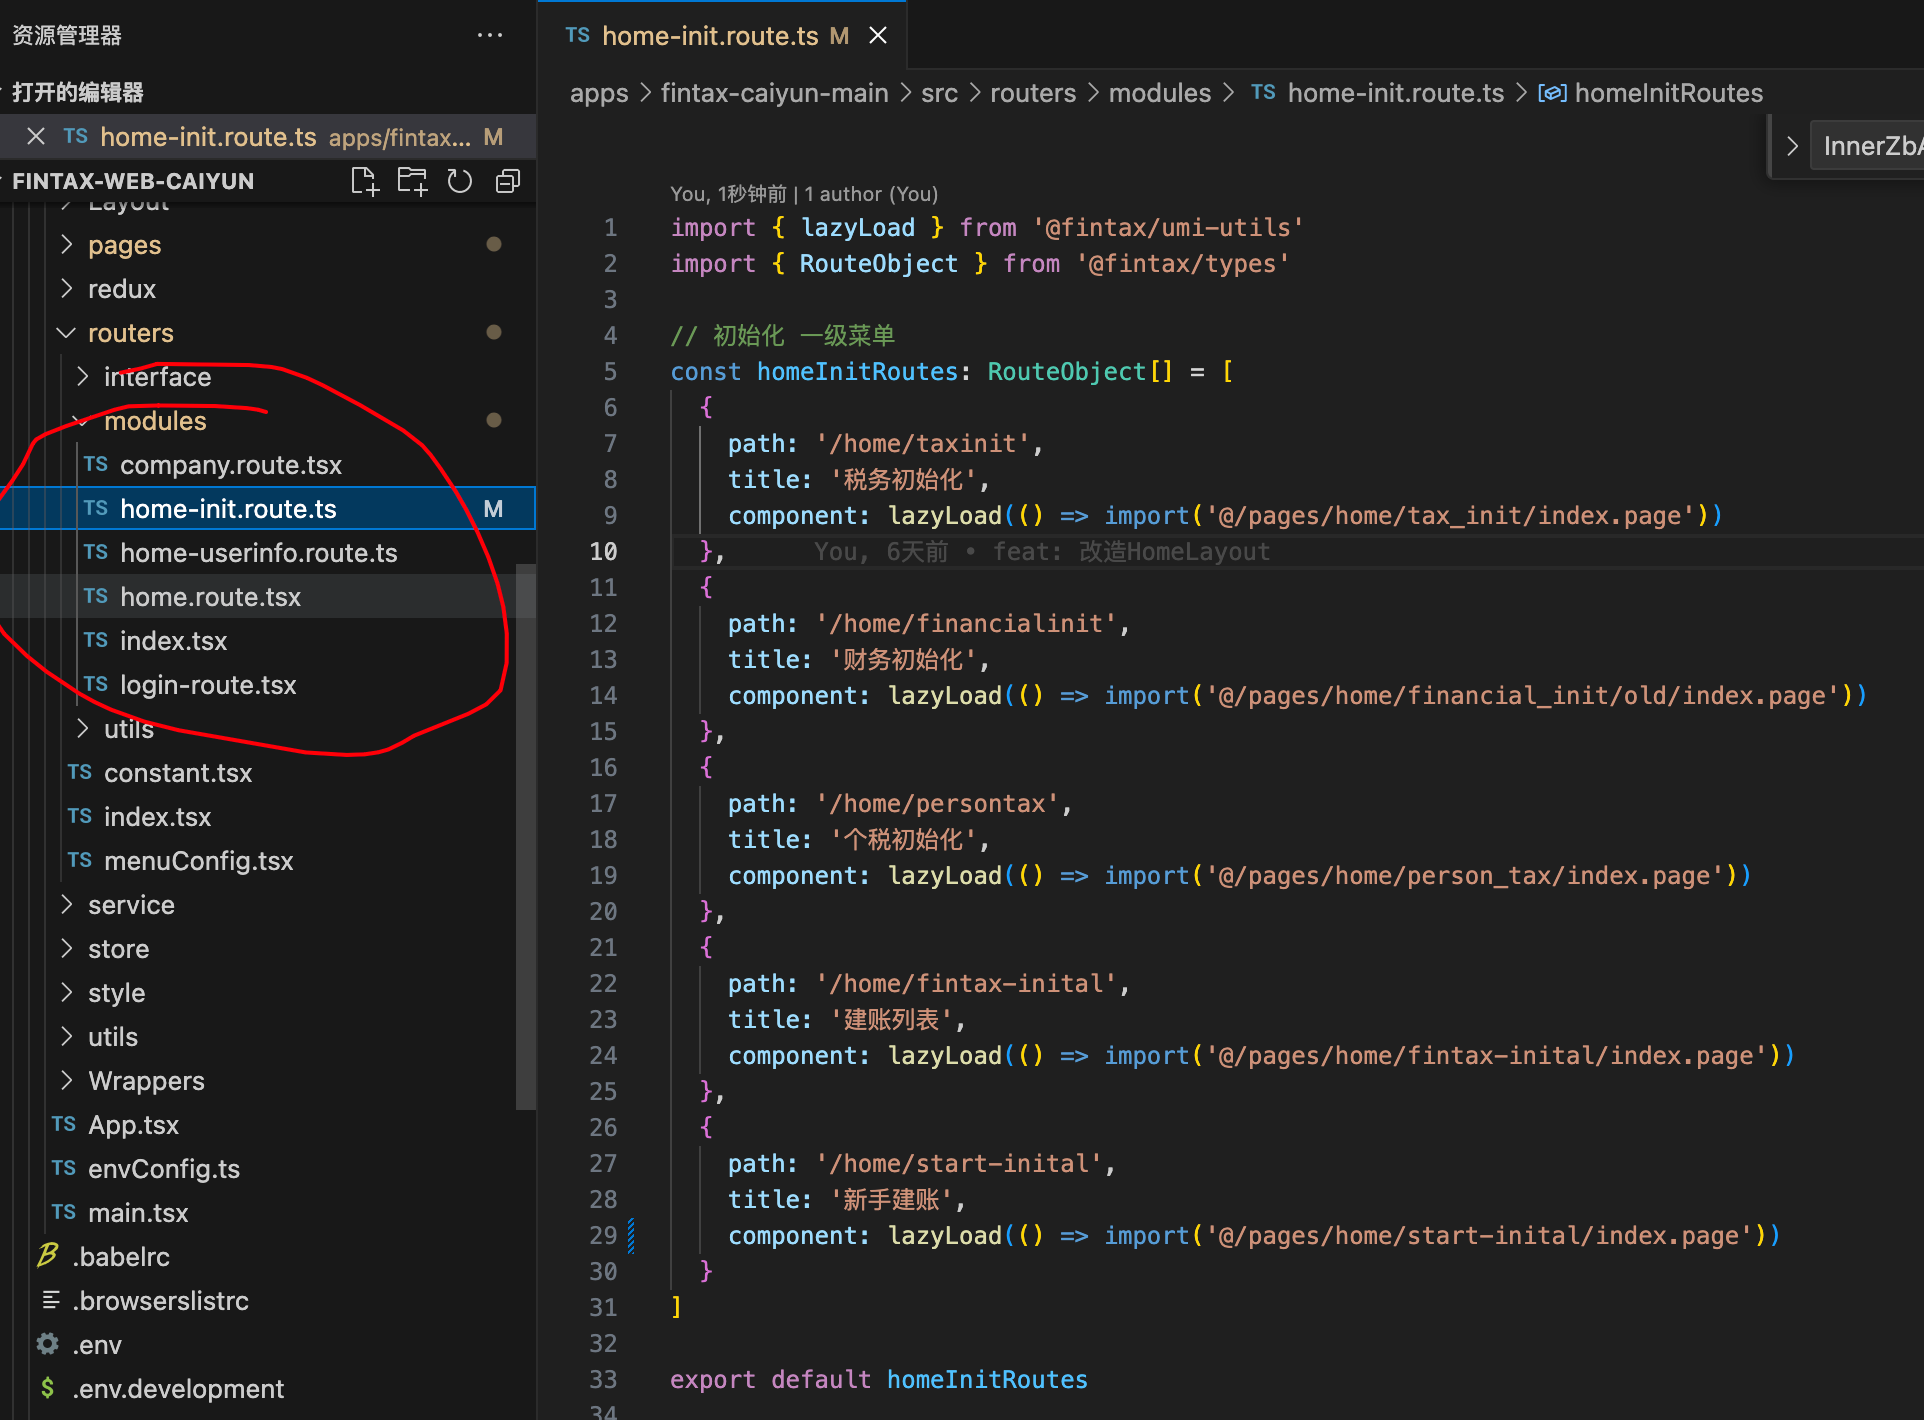 资源管理器
打开的编辑器
TS home-init.route.ts apps/fintax... M
FINTAX-WEB-CAIYUN
Layout
pages
redux
routers
interface
modules
TS company.route.tsx
TS home-init.route.ts M
TS home-userinfo.route.ts
TS home.route.tsx
TS index.tsx
TS login-route.tsx
utils
TS constant.tsx
TS index.tsx
TS menuConfig.tsx
service
store
style
utils
Wrappers
TS App.tsx
TS envConfig.ts
TS main.tsx
.babelrc
.browserslistrc
.env
$ .env.development
TS home-init.route.ts M
apps > fintax-caiyun-main > src > routers > modules > TS home-init.route.ts > homeInitRoutes
InnerZbA
You, 1秒钟前 | 1 author (You)
1 import { lazyLoad } from '@fintax/umi-utils'
2 import { RouteObject } from '@fintax/types'
3
4 // 初始化 一级菜单
5 const homeInitRoutes: RouteObject[] = [
6 {
7 path: '/home/taxinit',
8 title: '税务初始化',
9 component: lazyLoad(() => import('@/pages/home/tax_init/index.page'))
10 }, You, 6天前 • feat: 改造HomeLayout
11 {
12 path: '/home/financialinit',
13 title: '财务初始化',
14 component: lazyLoad(() => import('@/pages/home/financial_init/old/index.page'))
15 },
16 {
17 path: '/home/persontax',
18 title: '个税初始化',
19 component: lazyLoad(() => import('@/pages/home/person_tax/index.page'))
20 },
21 {
22 path: '/home/fintax-inital',
23 title: '建账列表',
24 component: lazyLoad(() => import('@/pages/home/fintax-inital/index.page'))
25 },
26 {
27 path: '/home/start-inital',
28 title: '新手建账',
29 component: lazyLoad(() => import('@/pages/home/start-inital/index.page'))
30 }
31 ]
32
33 export default homeInitRoutes
34